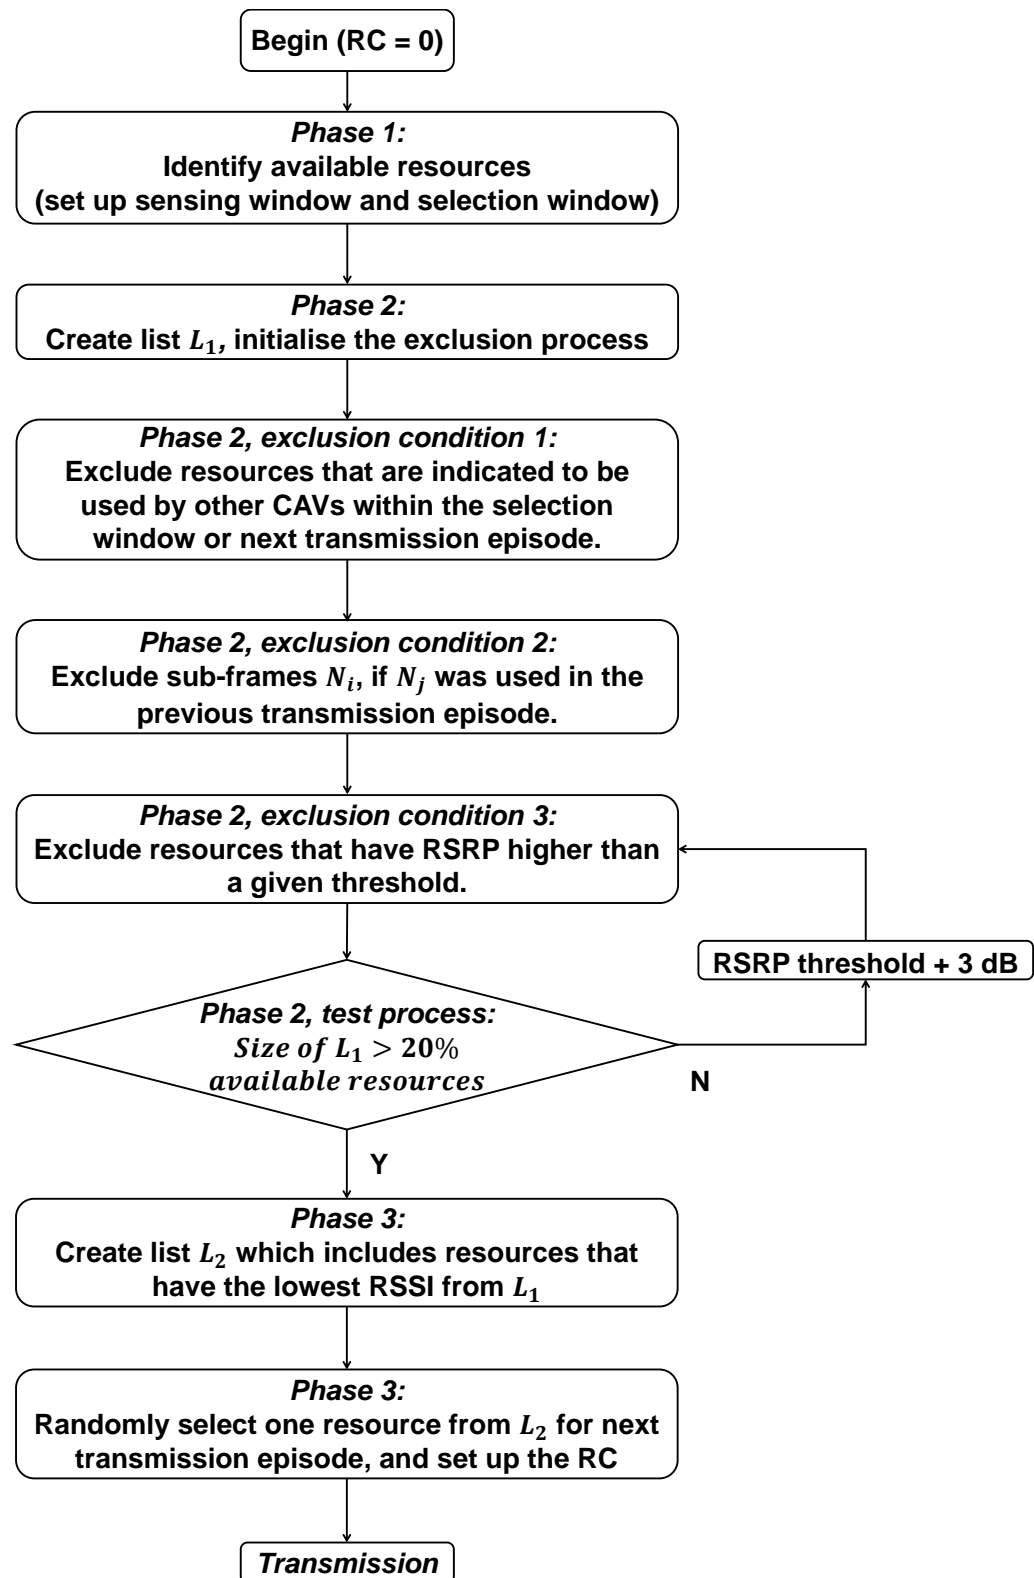 Begin (RC = 0)
Phase 1:
Identify available resources
(set up sensing window and selection window)
Phase 2:
Create list L₁, initialise the exclusion process
Phase 2, exclusion condition 1:
Exclude resources that are indicated to be
used by other CAVs within the selection
window or next transmission episode.
Phase 2, exclusion condition 2:
Exclude sub-frames Nᵢ, if Nⱼ was used in the
previous transmission episode.
Phase 2, exclusion condition 3:
Exclude resources that have RSRP higher than
a given threshold.
RSRP threshold + 3 dB
Phase 2, test process:
Size of L₁ > 20%
available resources
N
Y
Phase 3:
Create list L₂ which includes resources that
have the lowest RSSI from L₁
Phase 3:
Randomly select one resource from L₂ for next
transmission episode, and set up the RC
Transmission